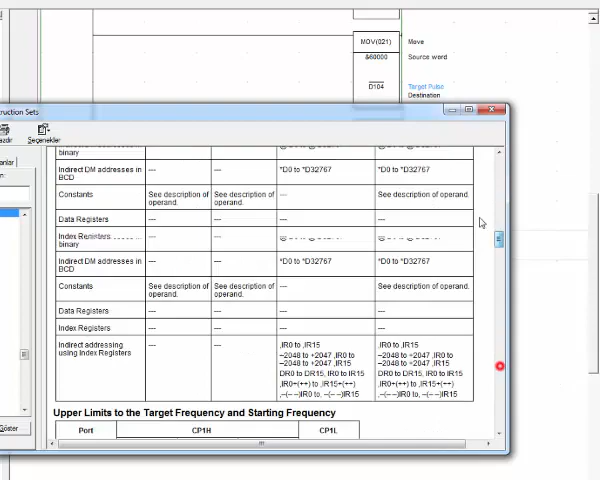 MOV(021) Move
&60000 Source word
D104 Target Pulse
Destination
ruction Sets
zdır Seçenekler
anlar
n:
binary
Indirect DM addresses in BCD --- --- *D0 to *D32767 *D0 to *D32767
Constants See description of operand. See description of operand. --- See description of operand.
Data Registers --- --- --- ---
Index Registers
binary
Indirect DM addresses in BCD --- --- *D0 to *D32767 *D0 to *D32767
Constants See description of operand. See description of operand. --- See description of operand.
Data Registers --- --- --- ---
Index Registers --- --- --- ---
Indirect addressing using Index Registers --- --- ,IR0 to ,IR15 ,IR0 to ,IR15
–2048 to +2047 ,IR0 to –2048 to +2047 ,IR0 to
–2048 to +2047 ,IR15 –2048 to +2047 ,IR15
DR0 to DR15, IR0 to IR15 DR0 to DR15, IR0 to IR15
,IR0+(++) to ,IR15+(++) ,IR0+(++) to ,IR15+(++)
,–(– –)IR0 to, –(– –)IR15 ,–(– –)IR0 to, –(– –)IR15
Upper Limits to the Target Frequency and Starting Frequency
Port CP1H CP1L
Göster